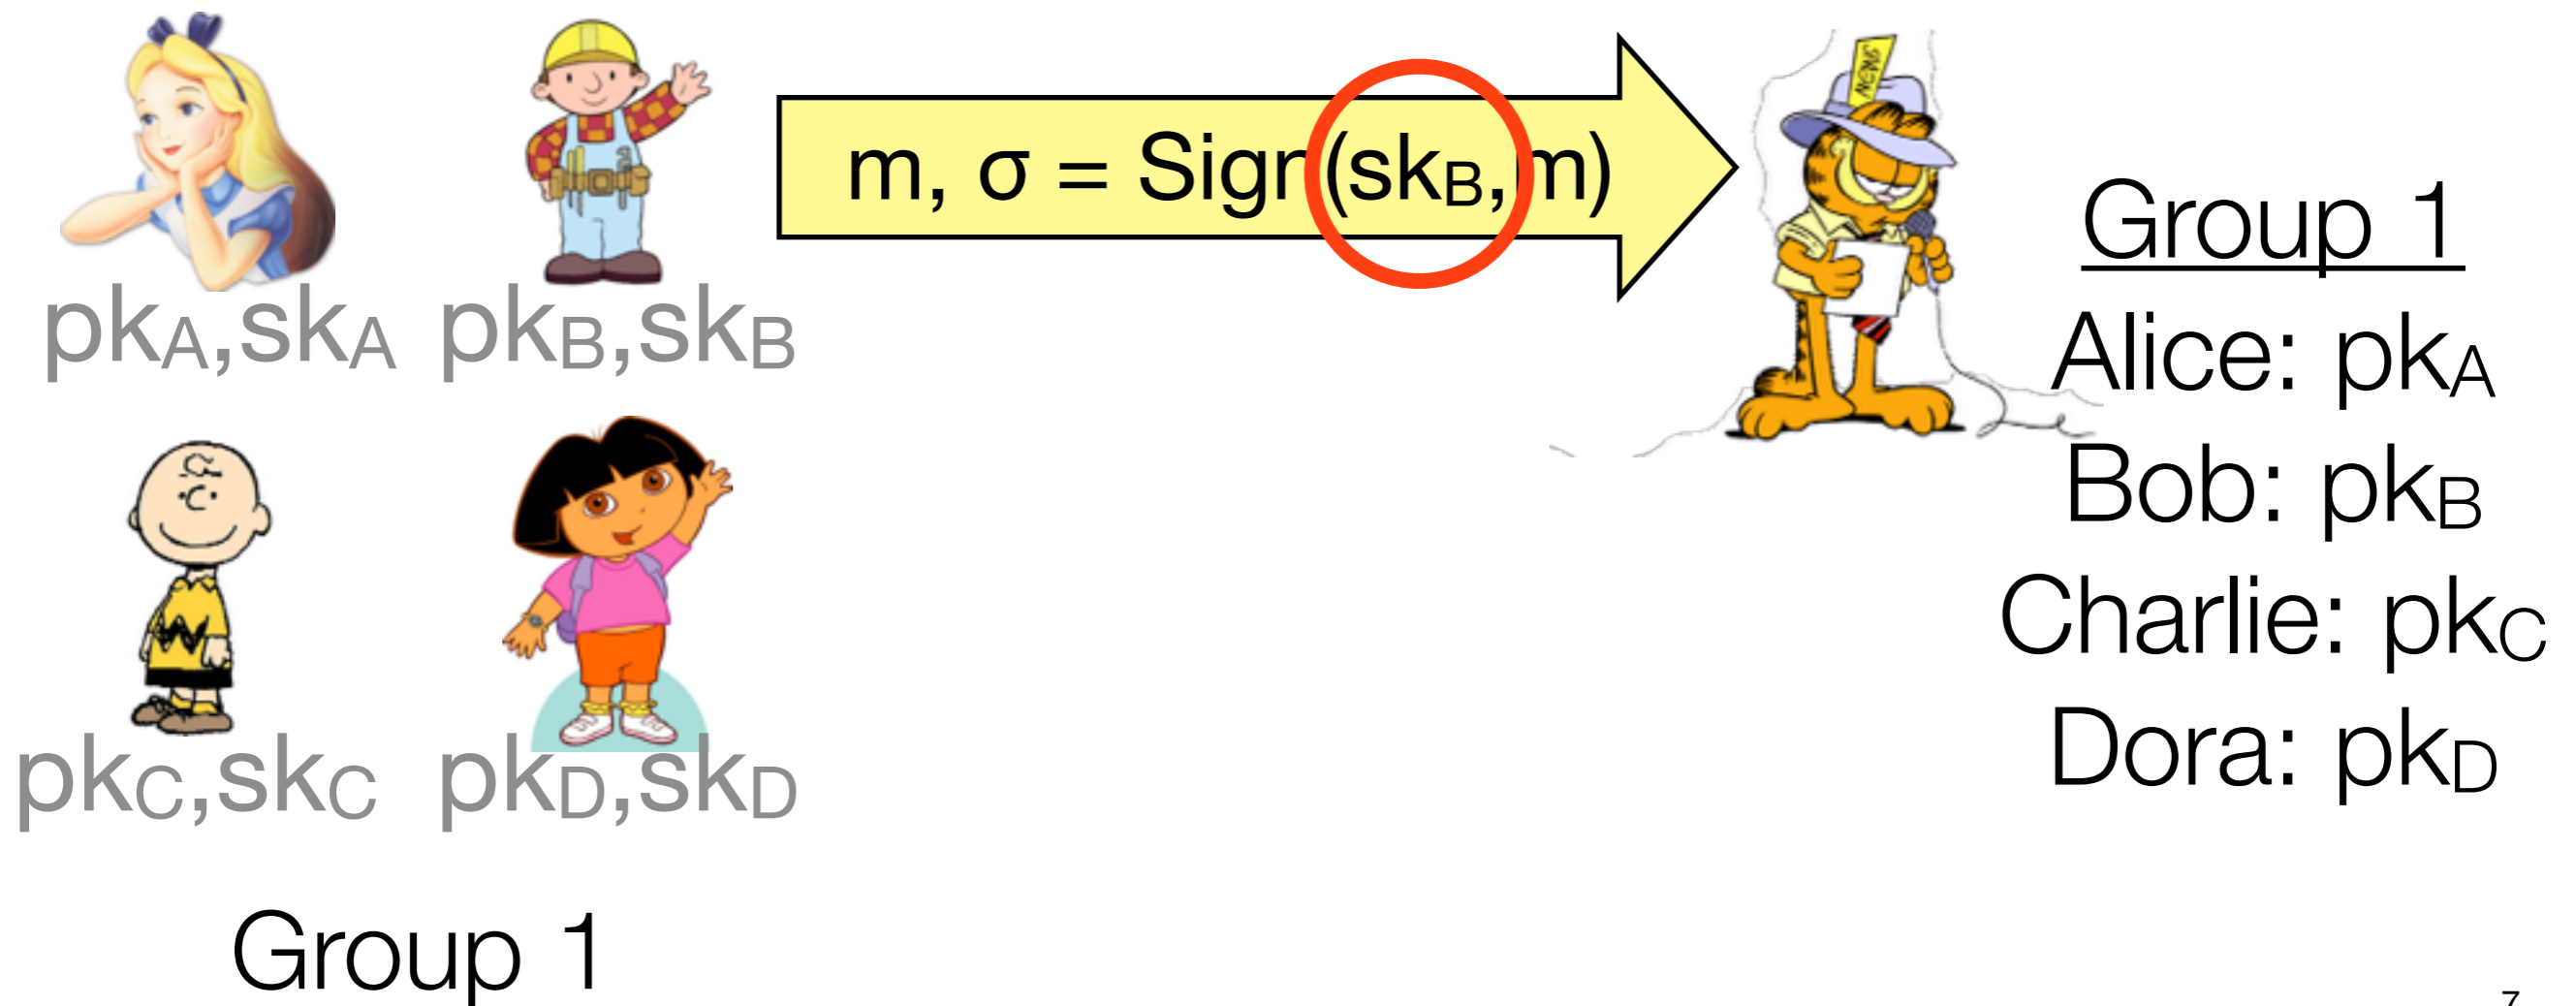 m, σ = Sign(skB,m)
pkA,skA pkB,skB
pkC,skC pkD,skD
Group 1
Group 1
Alice: pkA
Bob: pkB
Charlie: pkC
Dora: pkD
7